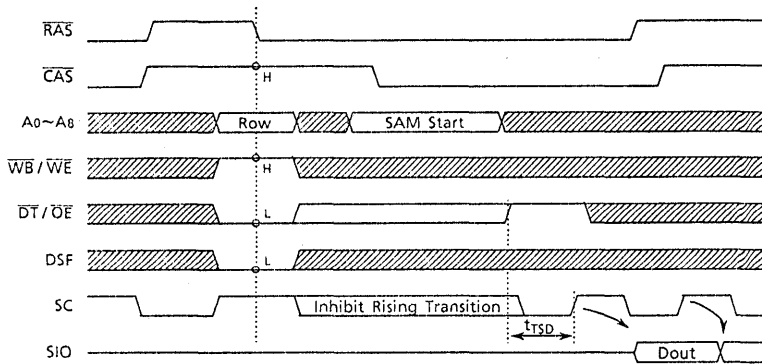 RAS
CAS
H
A0~A8
Row
SAM Start
WB / WE
H
DT / OE
L
DSF
L
SC
Inhibit Rising Transition
tTSD
SIO
Dout